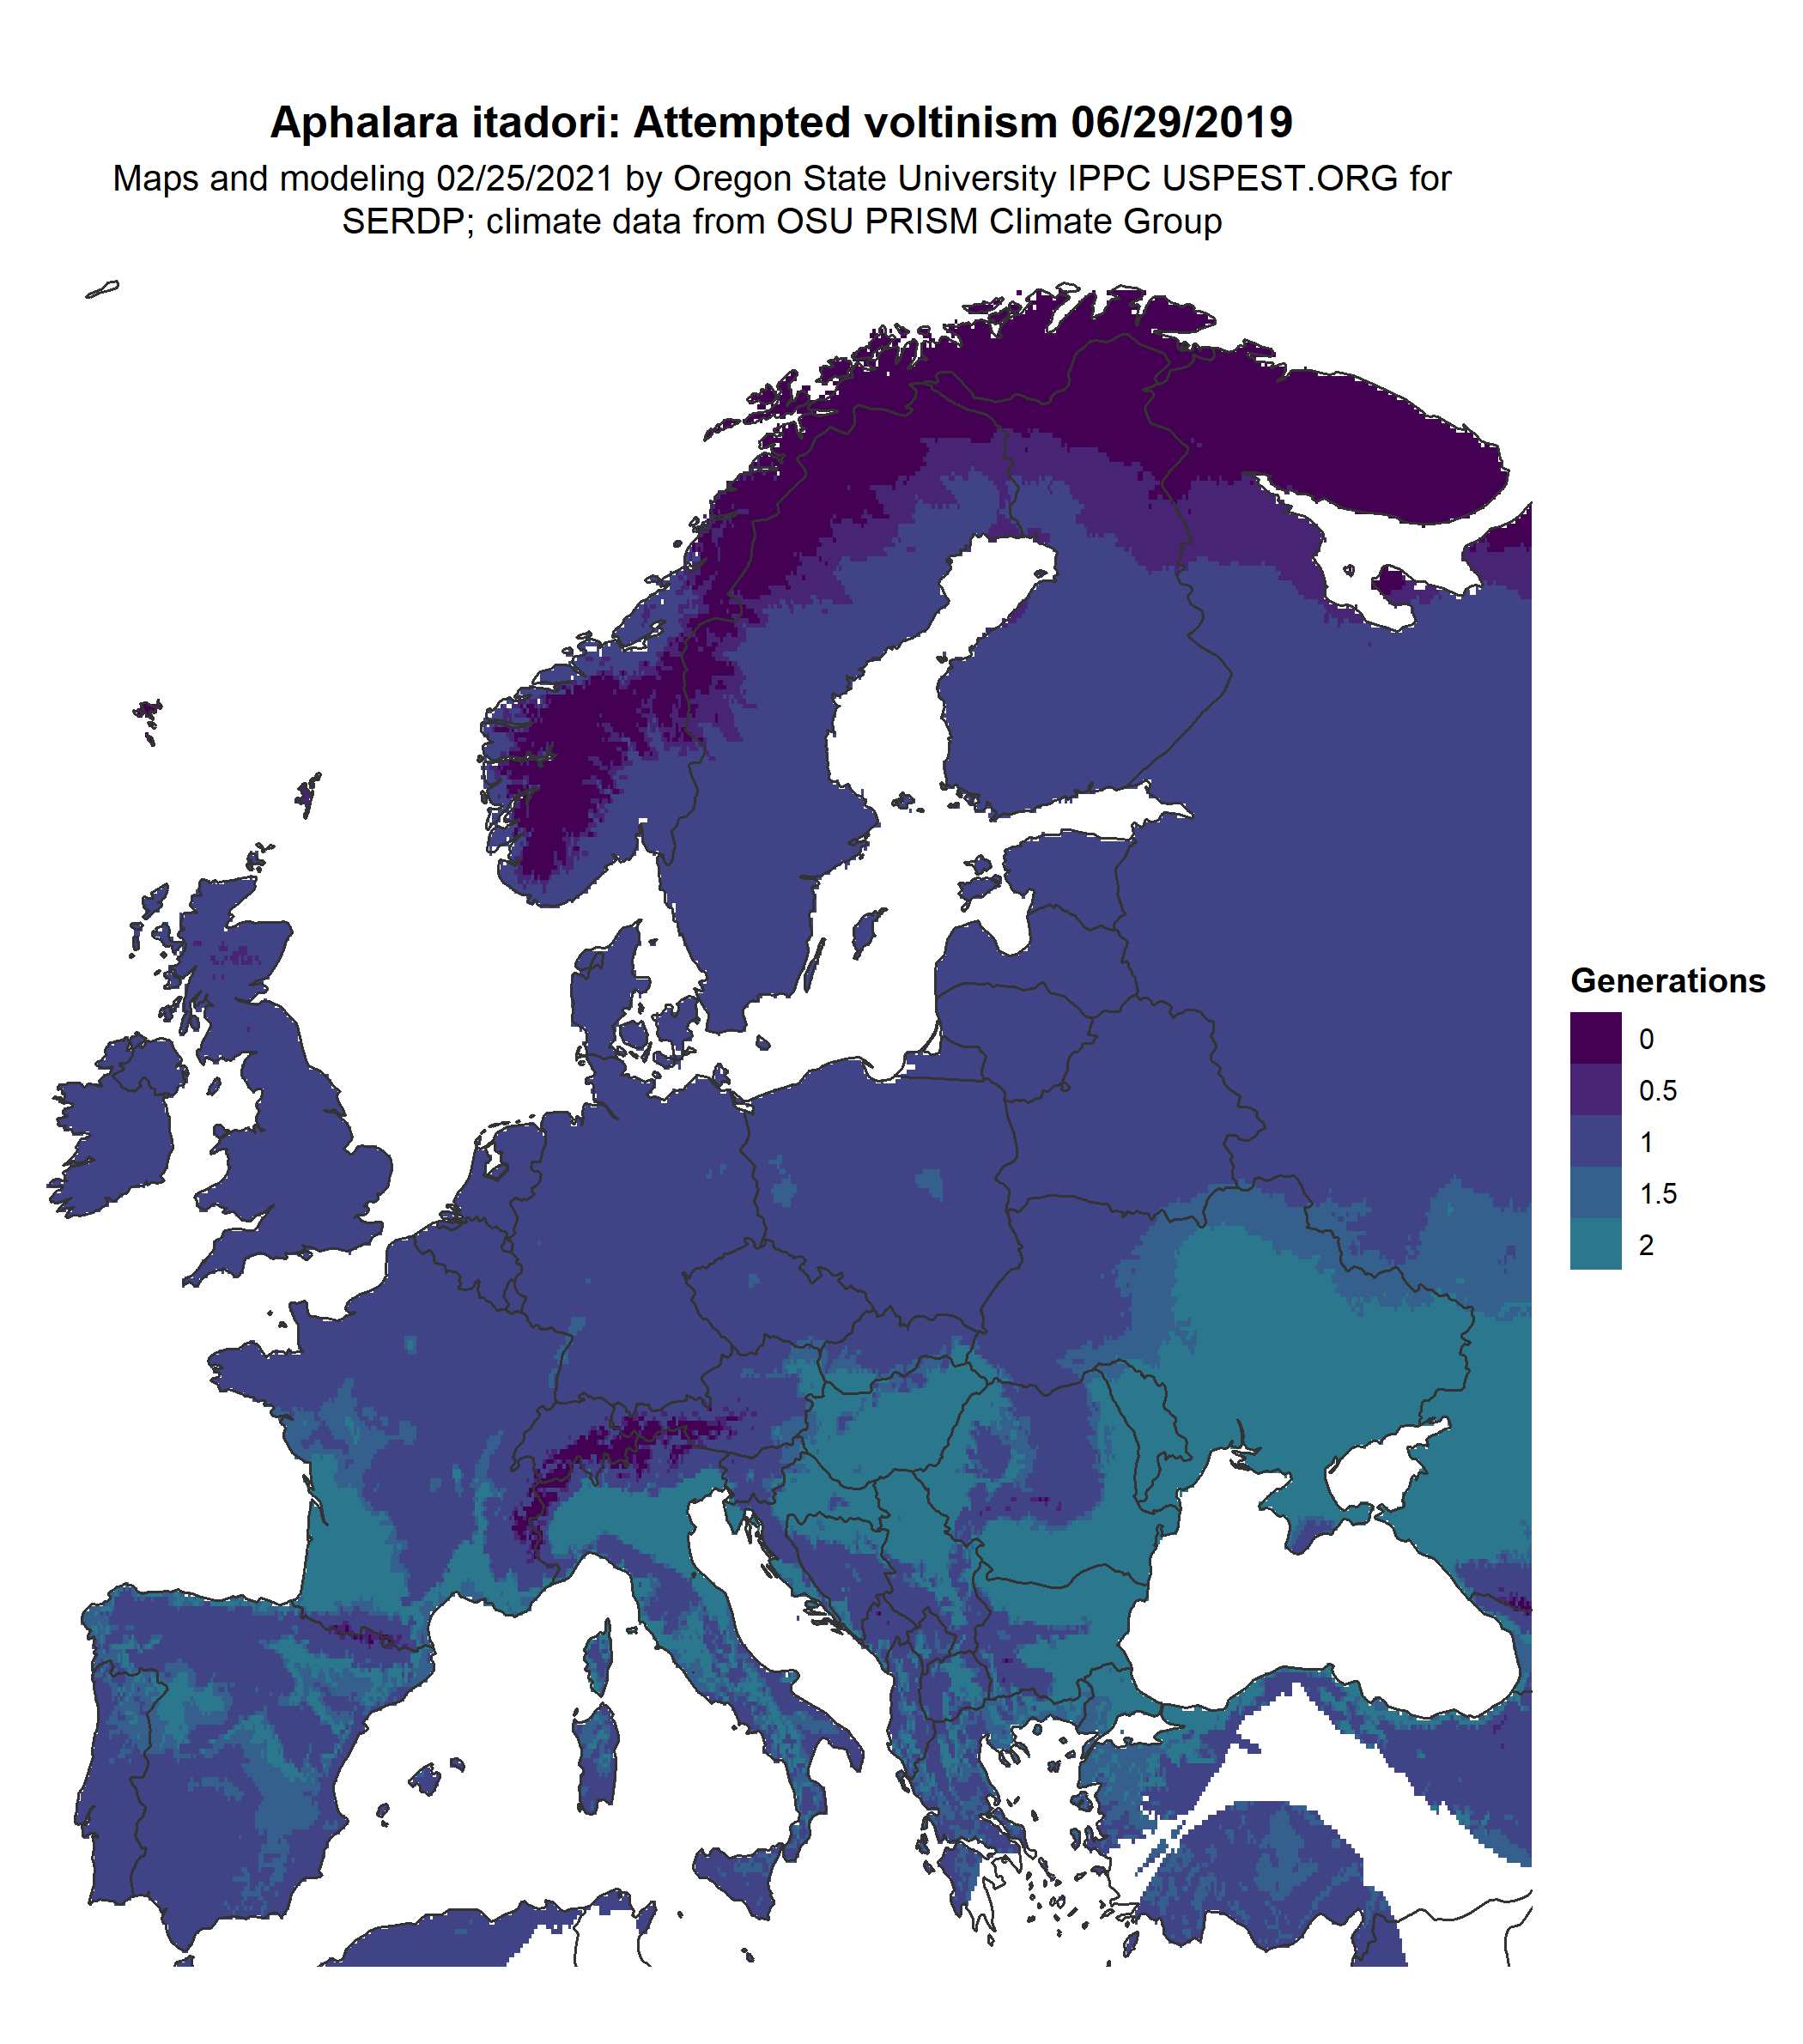 Aphalara itadori: Attempted voltinism 06/29/2019
Maps and modeling 02/25/2021 by Oregon State University IPPC USPEST.ORG for
SERDP; climate data from OSU PRISM Climate Group
Generations
0
0.5
1
1.5
2